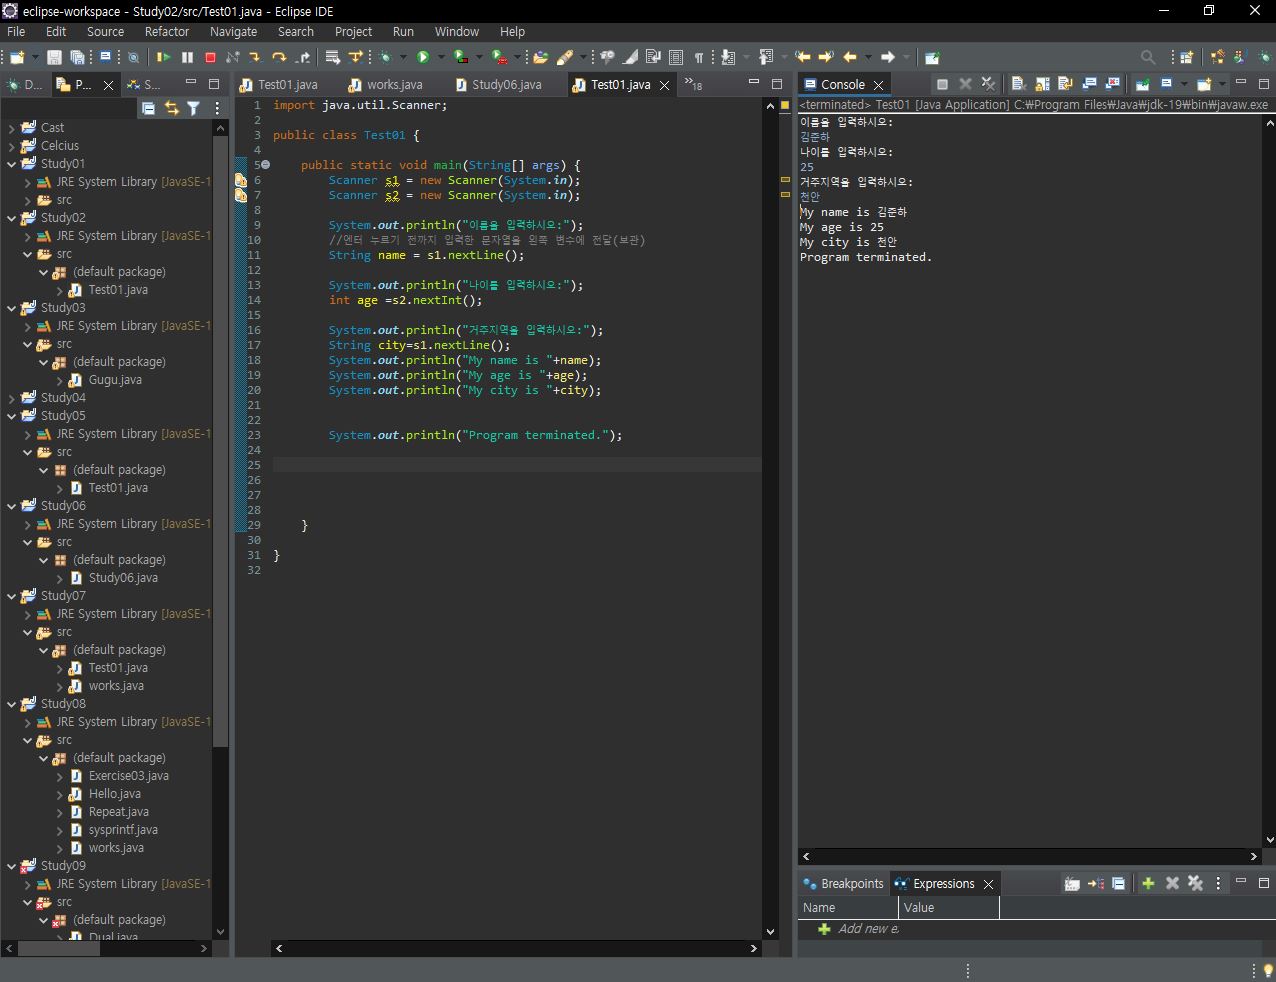 eclipse-workspace - Study02/src/Test01.java - Eclipse IDE
File Edit Source Refactor Navigate Search Project Run Window Help
D... P... S...
Cast
Celcius
Study01
JRE System Library [JavaSE-1
src
Study02
JRE System Library [JavaSE-1
src
(default package)
Test01.java
Study03
JRE System Library [JavaSE-1
src
(default package)
Gugu.java
Study04
Study05
JRE System Library [JavaSE-1
src
(default package)
Test01.java
Study06
JRE System Library [JavaSE-1
src
(default package)
Study06.java
Study07
JRE System Library [JavaSE-1
src
(default package)
Test01.java
works.java
Study08
JRE System Library [JavaSE-1
src
(default package)
Exercise03.java
Hello.java
Repeat.java
sysprintf.java
works.java
Study09
JRE System Library [JavaSE-1
src
(default package)
Dual.java
Test01.java works.java Study06.java Test01.java »18
1 import java.util.Scanner;
2
3 public class Test01 {
4
5 public static void main(String[] args) {
6 Scanner s1 = new Scanner(System.in);
7 Scanner s2 = new Scanner(System.in);
8
9 System.out.println("이름을 입력하시오:");
10 //엔터 누르기 전까지 입력한 문자열을 왼쪽 변수에 전달(보관)
11 String name = s1.nextLine();
12
13 System.out.println("나이를 입력하시오:");
14 int age =s2.nextInt();
15
16 System.out.println("거주지역을 입력하시오:");
17 String city=s1.nextLine();
18 System.out.println("My name is "+name);
19 System.out.println("My age is "+age);
20 System.out.println("My city is "+city);
21
22
23 System.out.println("Program terminated.");
24
25
26
27
28
29 }
30
31 }
32
Console
<terminated> Test01 [Java Application] C:₩Program Files₩Java₩jdk-19₩bin₩javaw.exe
이름을 입력하시오:
김준하
나이를 입력하시오:
25
거주지역을 입력하시오:
천안
My name is 김준하
My age is 25
My city is 천안
Program terminated.
Breakpoints Expressions
Name Value
Add new e